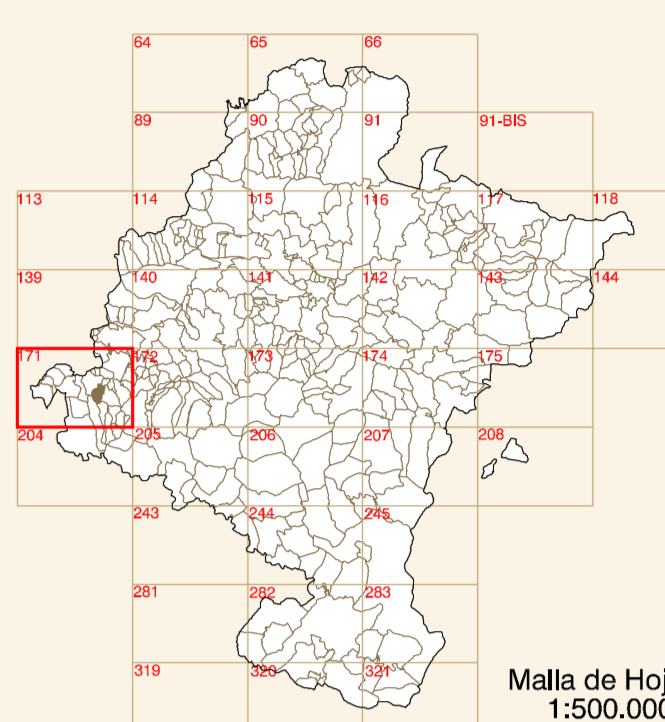 64 65 66
89 90 91 91-BIS
113 114 115 116 117 118
139 140 141 142 143 144
171 172 173 174 175
204 205 206 207 208
243 244 245
281 282 283
319 320 321
Malla de Hoj
1:500.000